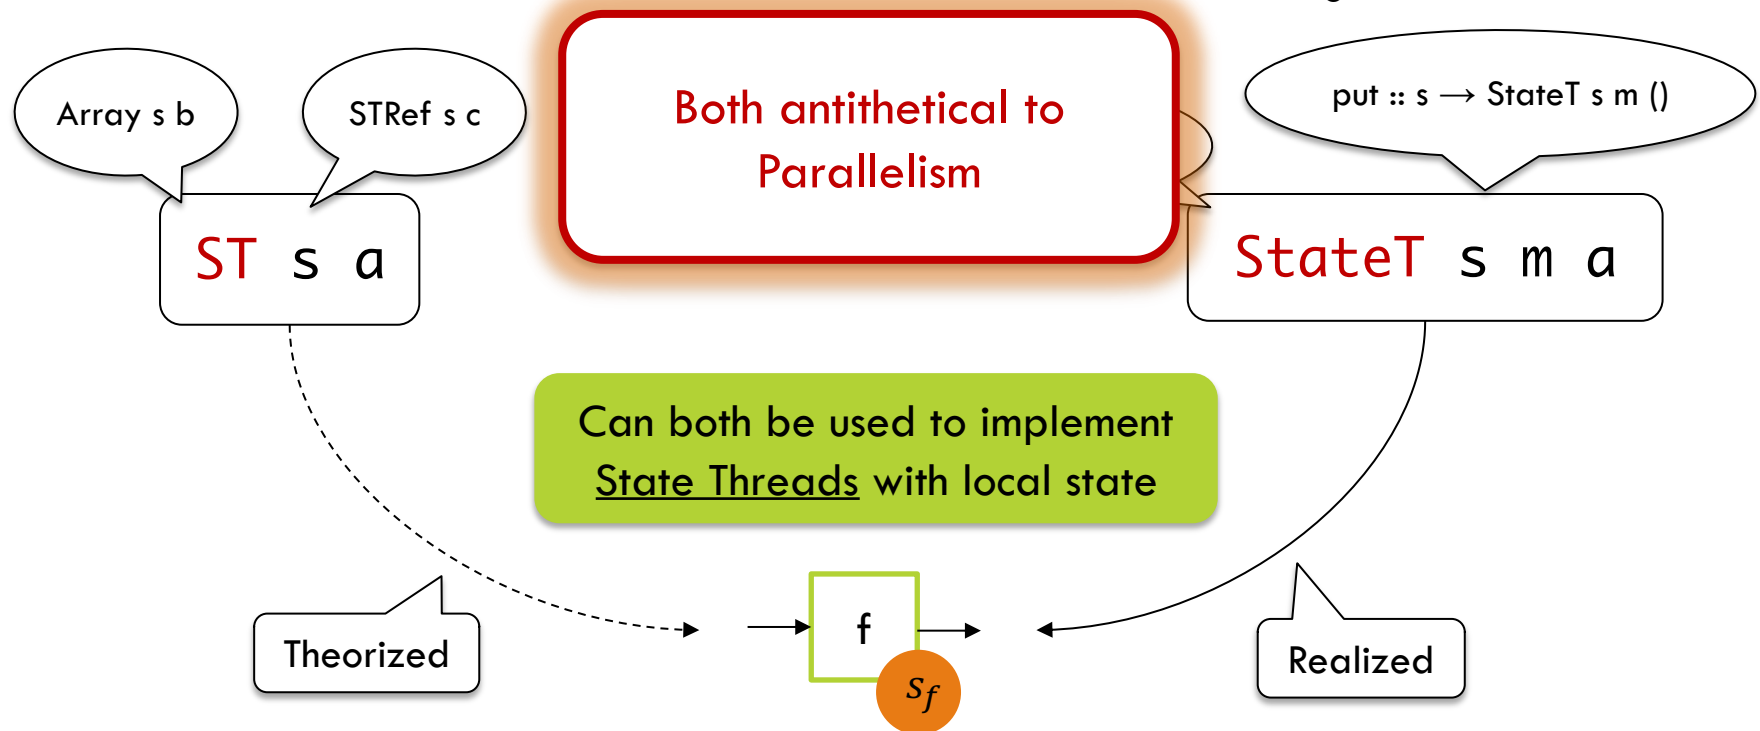 Array s b
STRef s c
Both antithetical to
Parallelism
put :: s → StateT s m ()
ST s a
StateT s m a
Can both be used to implement
State Threads with local state
Theorized
f
s_f
Realized